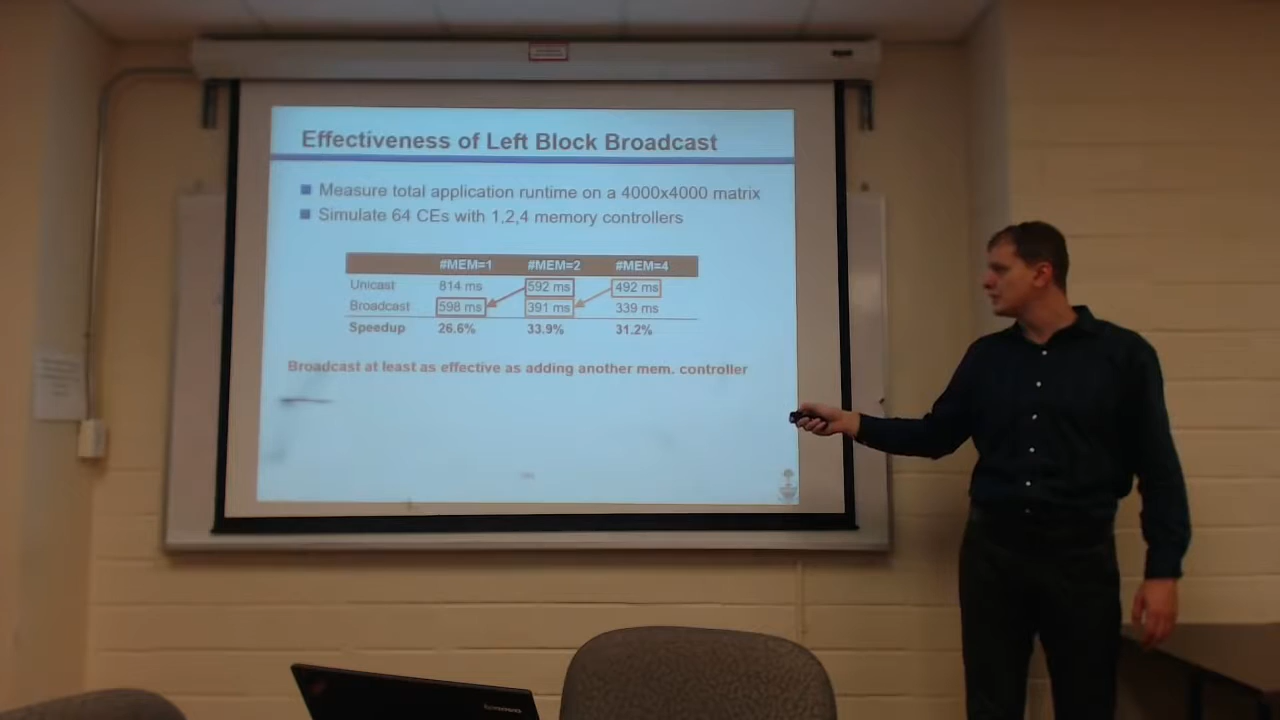 Effectiveness of Left Block Broadcast
Measure total application runtime on a 4000x4000 matrix
Simulate 64 CEs with 1,2,4 memory controllers
#MEM=1 #MEM=2 #MEM=4
Unicast 814 ms 592 ms 492 ms
Broadcast 598 ms 391 ms 339 ms
Speedup 26.6% 33.9% 31.2%
Broadcast at least as effective as adding another mem. controller
lenovo